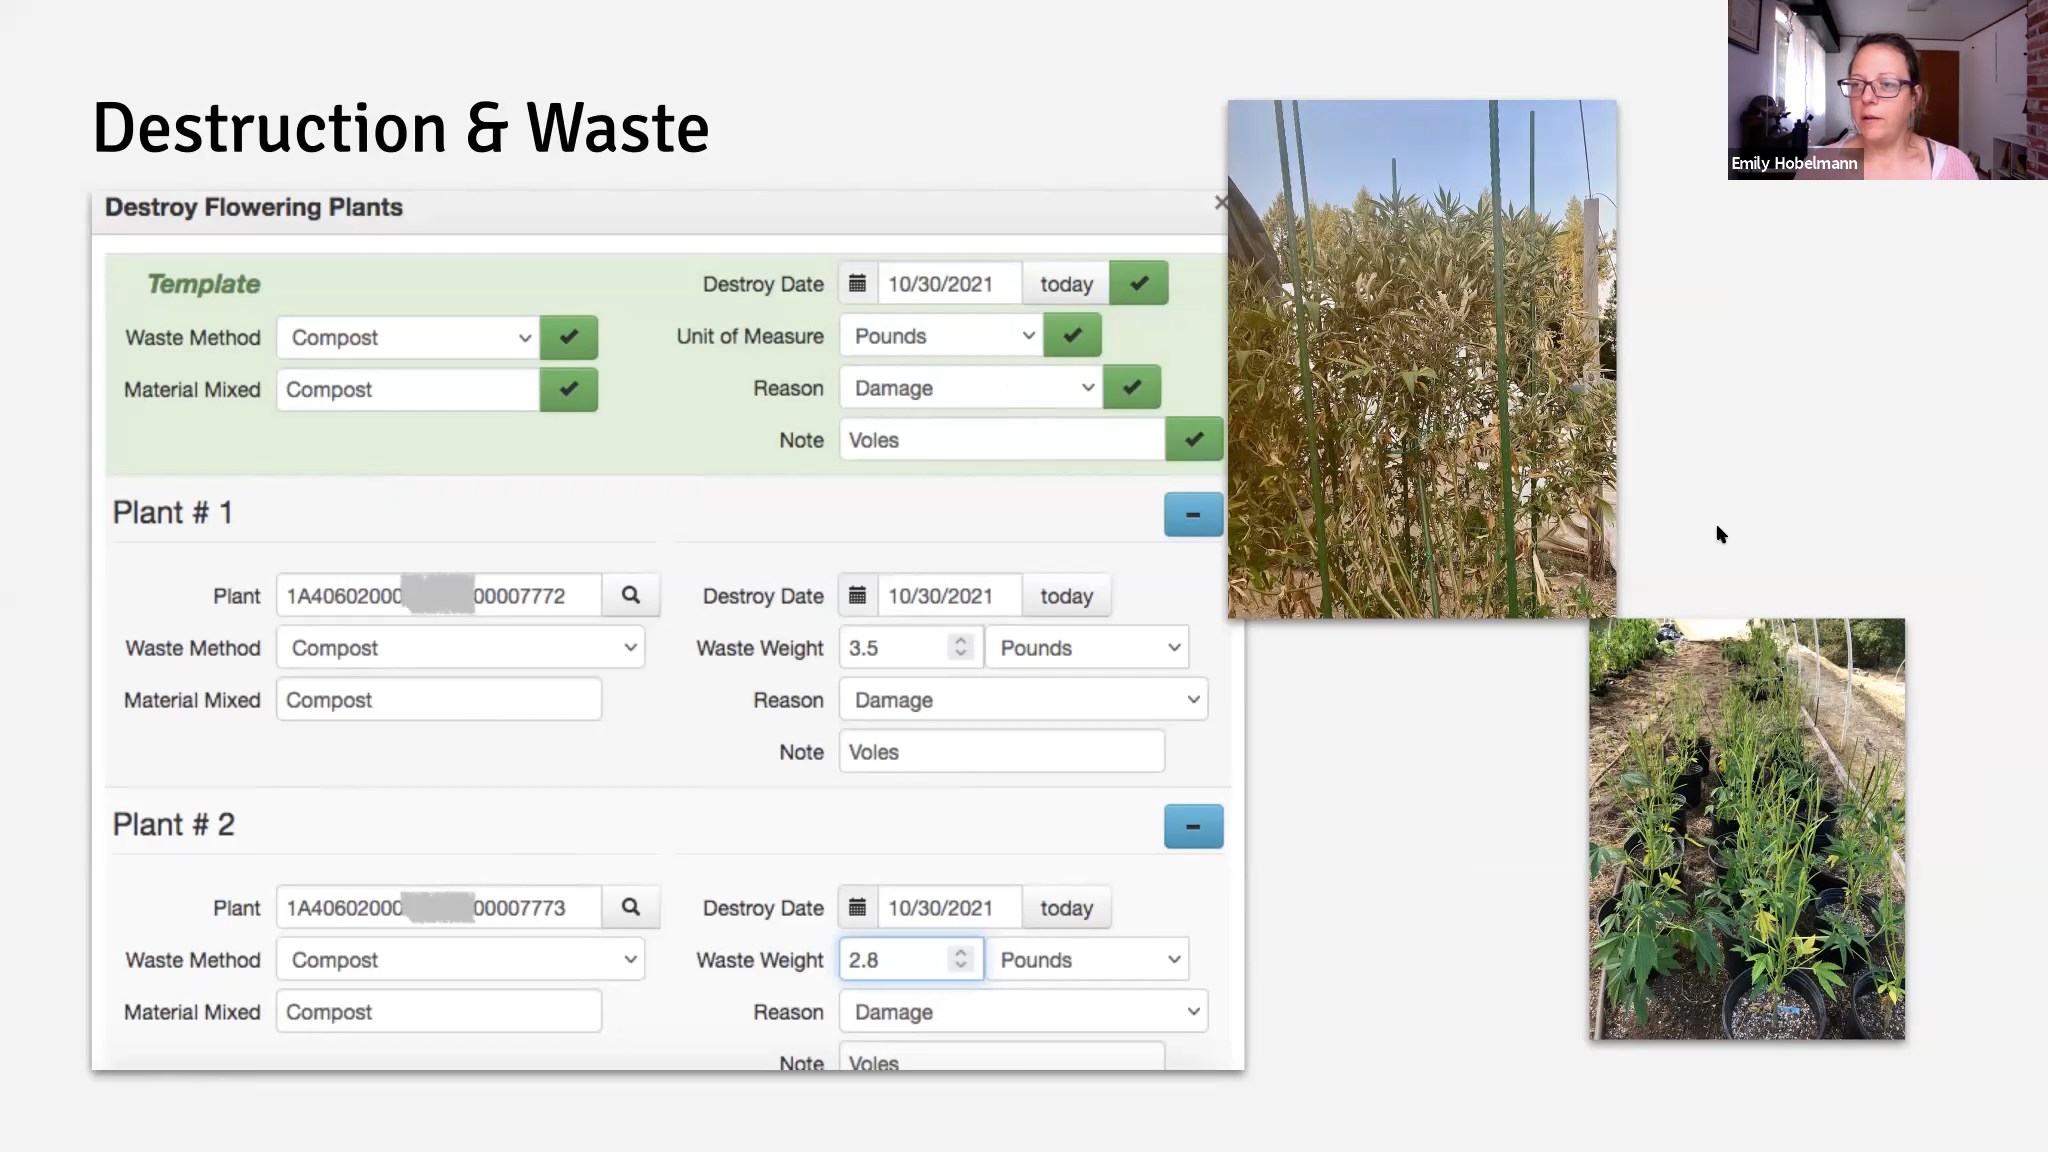 Destruction & Waste
Emily Hobelmann
Destroy Flowering Plants ×
Template
Destroy Date 10/30/2021 today
Waste Method Compost
Unit of Measure Pounds
Material Mixed Compost
Reason Damage
Note Voles
Plant # 1
Plant 1A40602000 00007772
Destroy Date 10/30/2021 today
Waste Method Compost
Waste Weight 3.5 Pounds
Material Mixed Compost
Reason Damage
Note Voles
Plant # 2
Plant 1A40602000 00007773
Destroy Date 10/30/2021 today
Waste Method Compost
Waste Weight 2.8 Pounds
Material Mixed Compost
Reason Damage
Note Voles